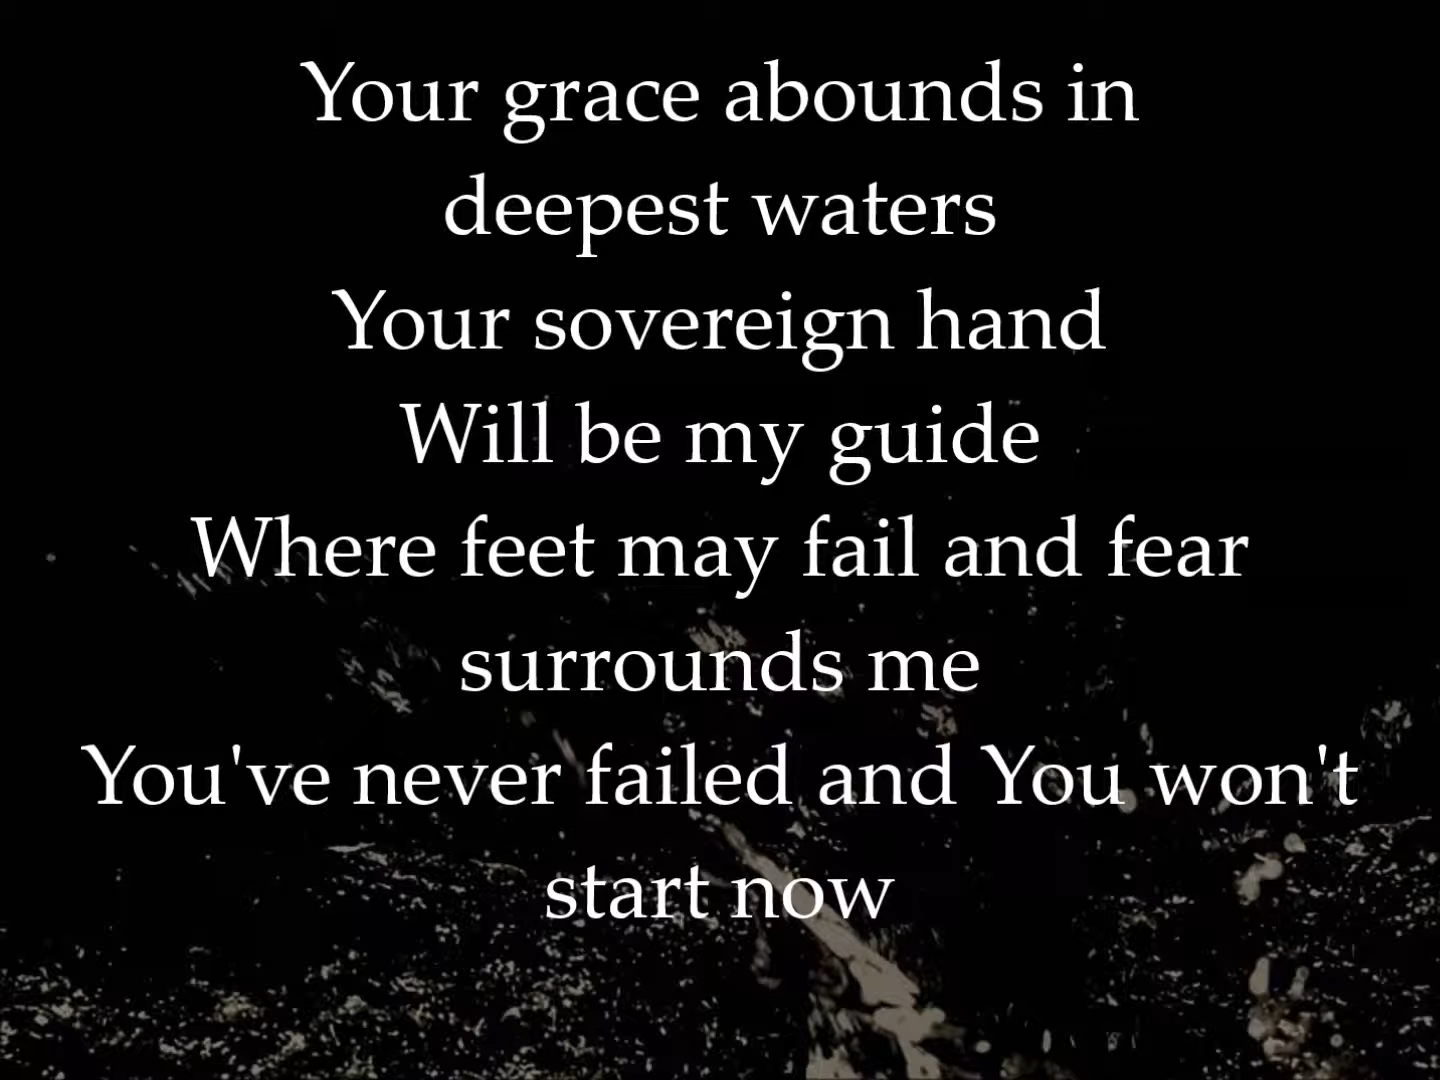 Your grace abounds in
deepest waters
Your sovereign hand
Will be my guide
Where feet may fail and fear
surrounds me
You've never failed and You won't
start now